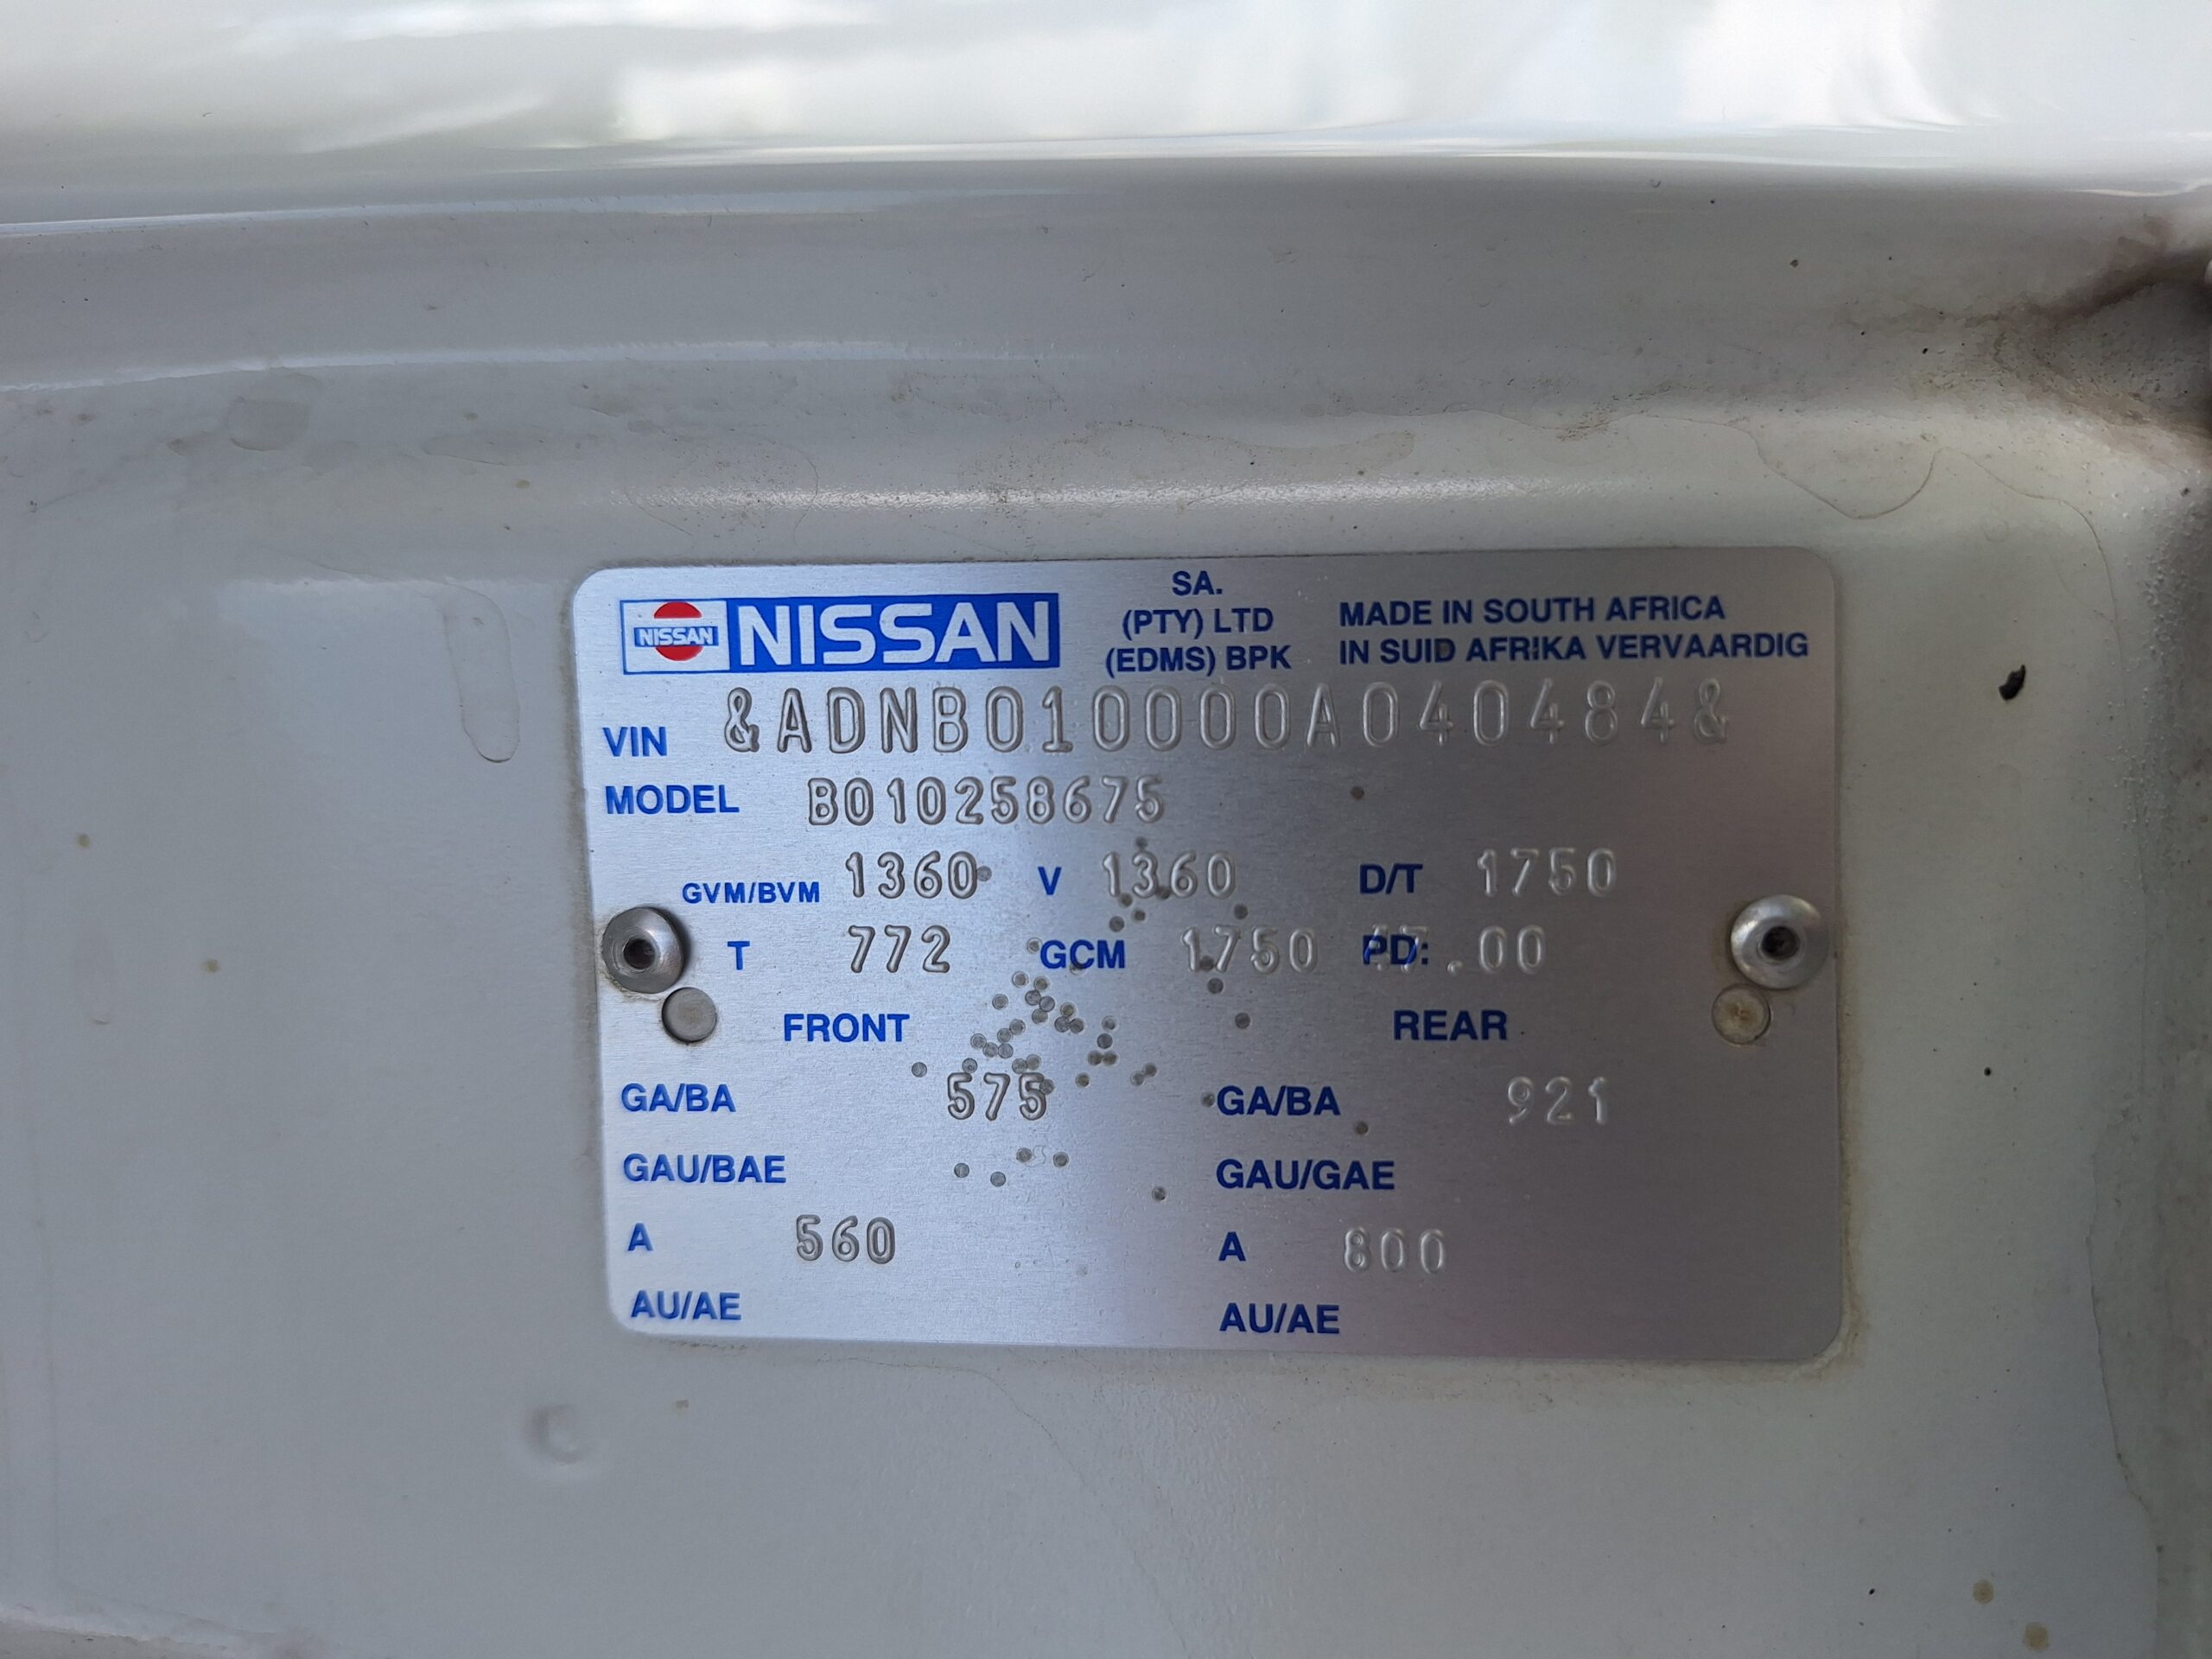 NISSAN NISSAN SA.
(PTY) LTD MADE IN SOUTH AFRICA
(EDMS) BPK IN SUID AFRIKA VERVAARDIG
VIN &ADNB010000A040484&
MODEL B010258675
GVM/BVM 1360 V 1360 D/T 1750
T 772 GCM 1750 PD: .00
FRONT REAR
GA/BA 575 GA/BA 921
GAU/BAE GAU/GAE
A 560 A 800
AU/AE AU/AE